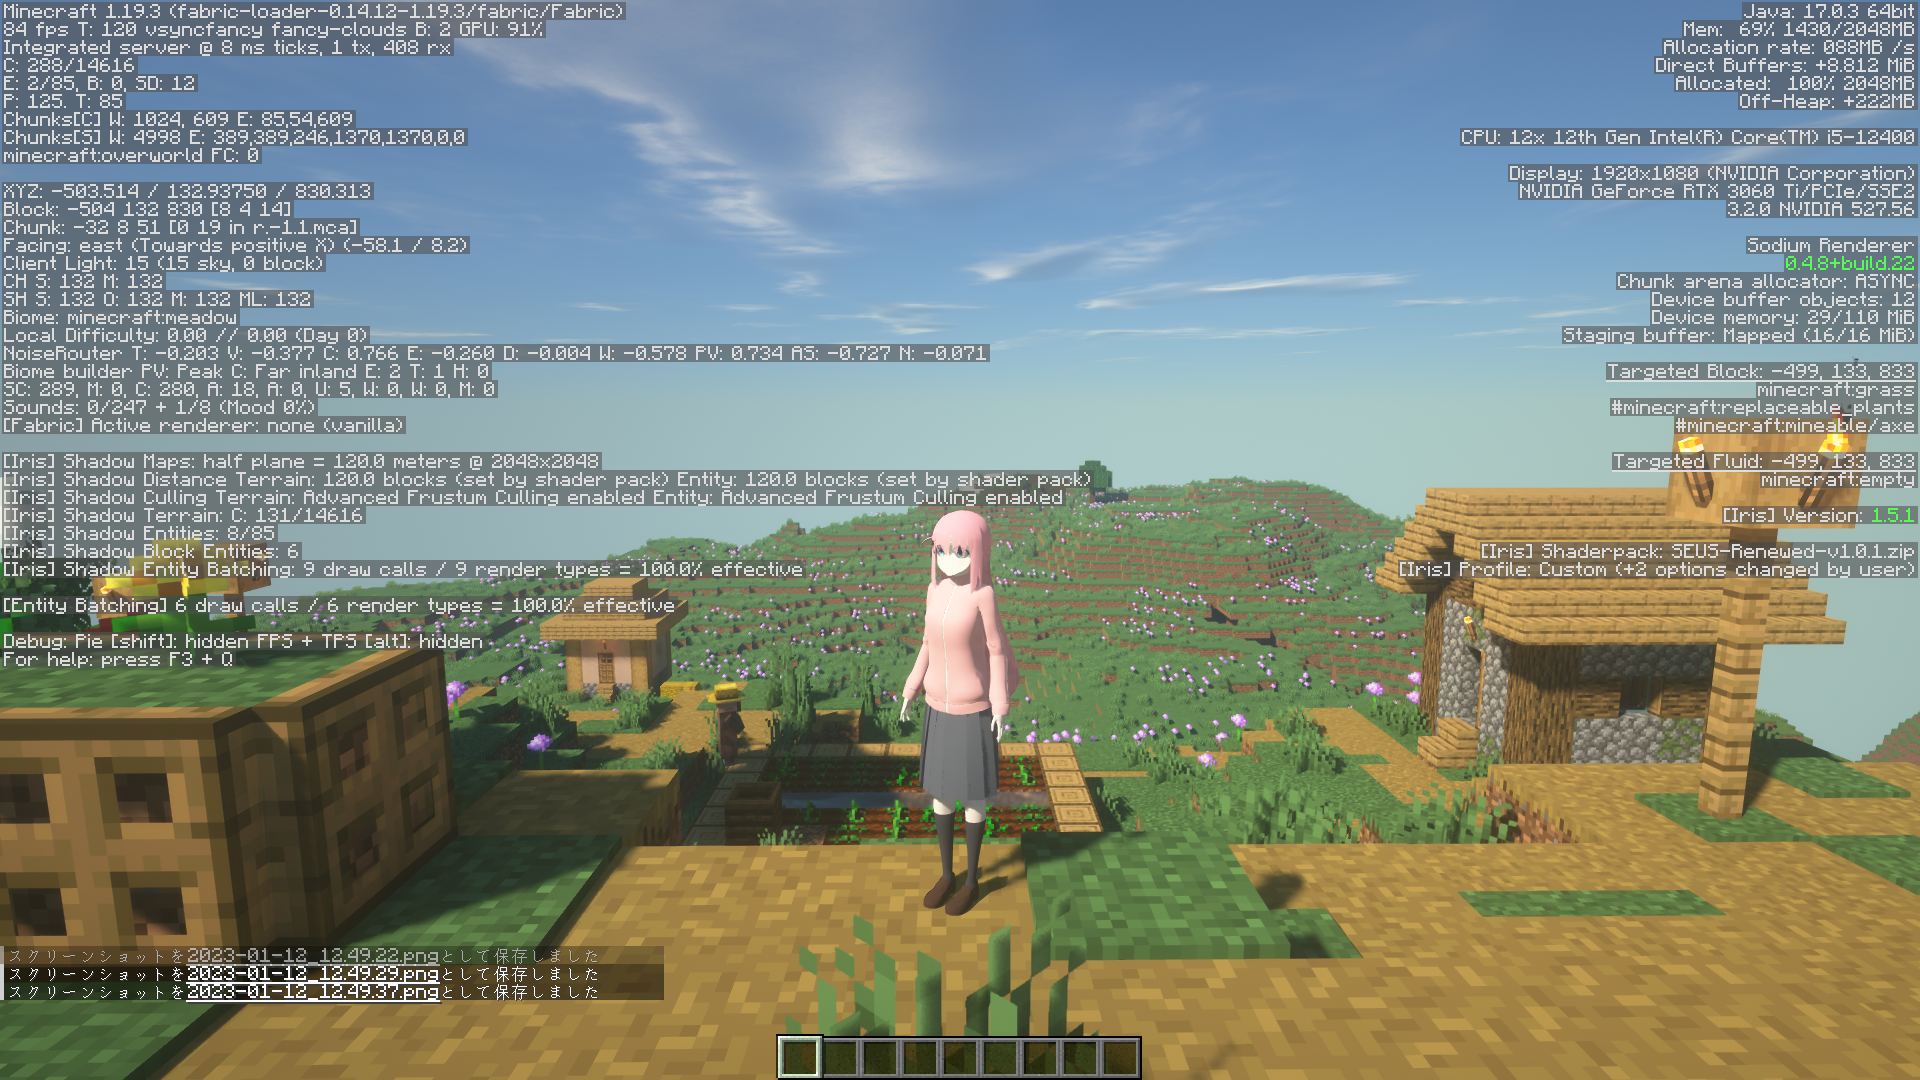 Minecraft 1.19.3 (fabric-loader-0.14.12-1.19.3/fabric/Fabric)
84 fps T: 120 vsyncfancy fancy-clouds B: 2 GPU: 91%
Integrated server @ 8 ms ticks, 1 tx, 408 rx
C: 288/14616
E: 2/85, B: 0, SD: 12
P: 125. T: 85
Chunks[C] W: 1024, 609 E: 85,54,609
Chunks[S] W: 4998 E: 389,389,246,1370,1370,0,0
minecraft:overworld FC: 0
XYZ: -503.514 / 132.93750 / 830.313
Block: -504 132 830 [8 4 14]
Chunk: -32 8 51 [0 19 in r.-1.1.mca]
Facing: east (Towards positive X) (-58.1 / 8.2)
Client Light: 15 (15 sky, 0 block)
CH S: 132 M: 132
SH S: 132 O: 132 M: 132 ML: 132
Biome: minecraft:meadow
Local Difficulty: 0.00 // 0.00 (Day 0)
NoiseRouter T: -0.203 V: -0.377 C: 0.766 E: -0.260 D: -0.004 W: -0.578 PV: 0.734 AS: -0.727 N: -0.071
Biome builder PV: Peak C: Far inland E: 2 T: 1 H: 0
SC: 289, M: 0, C: 280, A: 18, A: 0, U: 5, W: 0, W: 0, M: 0
Sounds: 0/247 + 1/8 (Mood 0%)
[Fabric] Active renderer: none (vanilla)
[Iris] Shadow Maps: half plane = 120.0 meters @ 2048x2048
[Iris] Shadow Distance Terrain: 120.0 blocks (set by shader pack) Entity: 120.0 blocks (set by shader pack)
[Iris] Shadow Culling Terrain: Advanced Frustum Culling enabled Entity: Advanced Frustum Culling enabled
[Iris] Shadow Terrain: C: 131/14616
[Iris] Shadow Entities: 8/85
[Iris] Shadow Block Entities: 6
[Iris] Shadow Entity Batching: 9 draw calls / 9 render types = 100.0% effective
[Entity Batching] 6 draw calls / 6 render types = 100.0% effective
Debug: Pie [shift]: hidden FPS + TPS [alt]: hidden
For help: press F3 + Q
Java: 17.0.3 64bit
Mem: 69% 1430/2048MB
Allocation rate: 088MB /s
Direct Buffers: +8.812 MiB
Allocated: 100% 2048MB
Off-Heap: +222MB
CPU: 12x 12th Gen Intel(R) Core(TM) i5-12400
Display: 1920x1080 (NVIDIA Corporation)
NVIDIA GeForce RTX 3060 Ti/PCIe/SSE2
3.2.0 NVIDIA 527.56
Sodium Renderer
0.4.8+build.22
Chunk arena allocator: ASYNC
Device buffer objects: 12
Device memory: 29/110 MiB
Staging buffer: Mapped (16/16 MiB)
Targeted Block: -499, 133, 833
minecraft:grass
#minecraft:replaceable_plants
#minecraft:mineable/axe
Targeted Fluid: -499, 133, 833
minecraft:empty
[Iris] Version: 1.5.1
[Iris] Shaderpack: SEUS-Renewed-v1.0.1.zip
[Iris] Profile: Custom (+2 options changed by user)
スクリーンショットを2023-01-12_12.49.22.pngとして保存しました
スクリーンショットを2023-01-12_12.49.29.pngとして保存しました
スクリーンショットを2023-01-12_12.49.37.pngとして保存しました